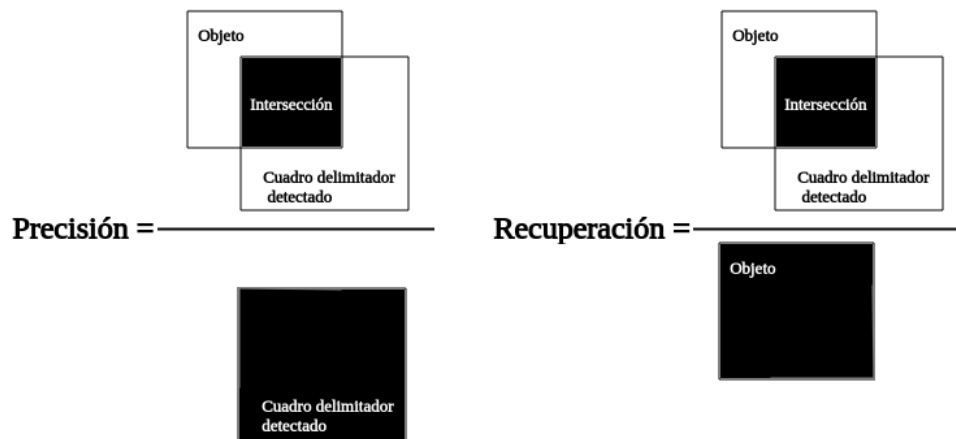 Objeto
Intersección
Cuadro delimitador
detectado
Precisión =
Cuadro delimitador
detectado
Objeto
Intersección
Cuadro delimitador
detectado
Recuperación =
Objeto